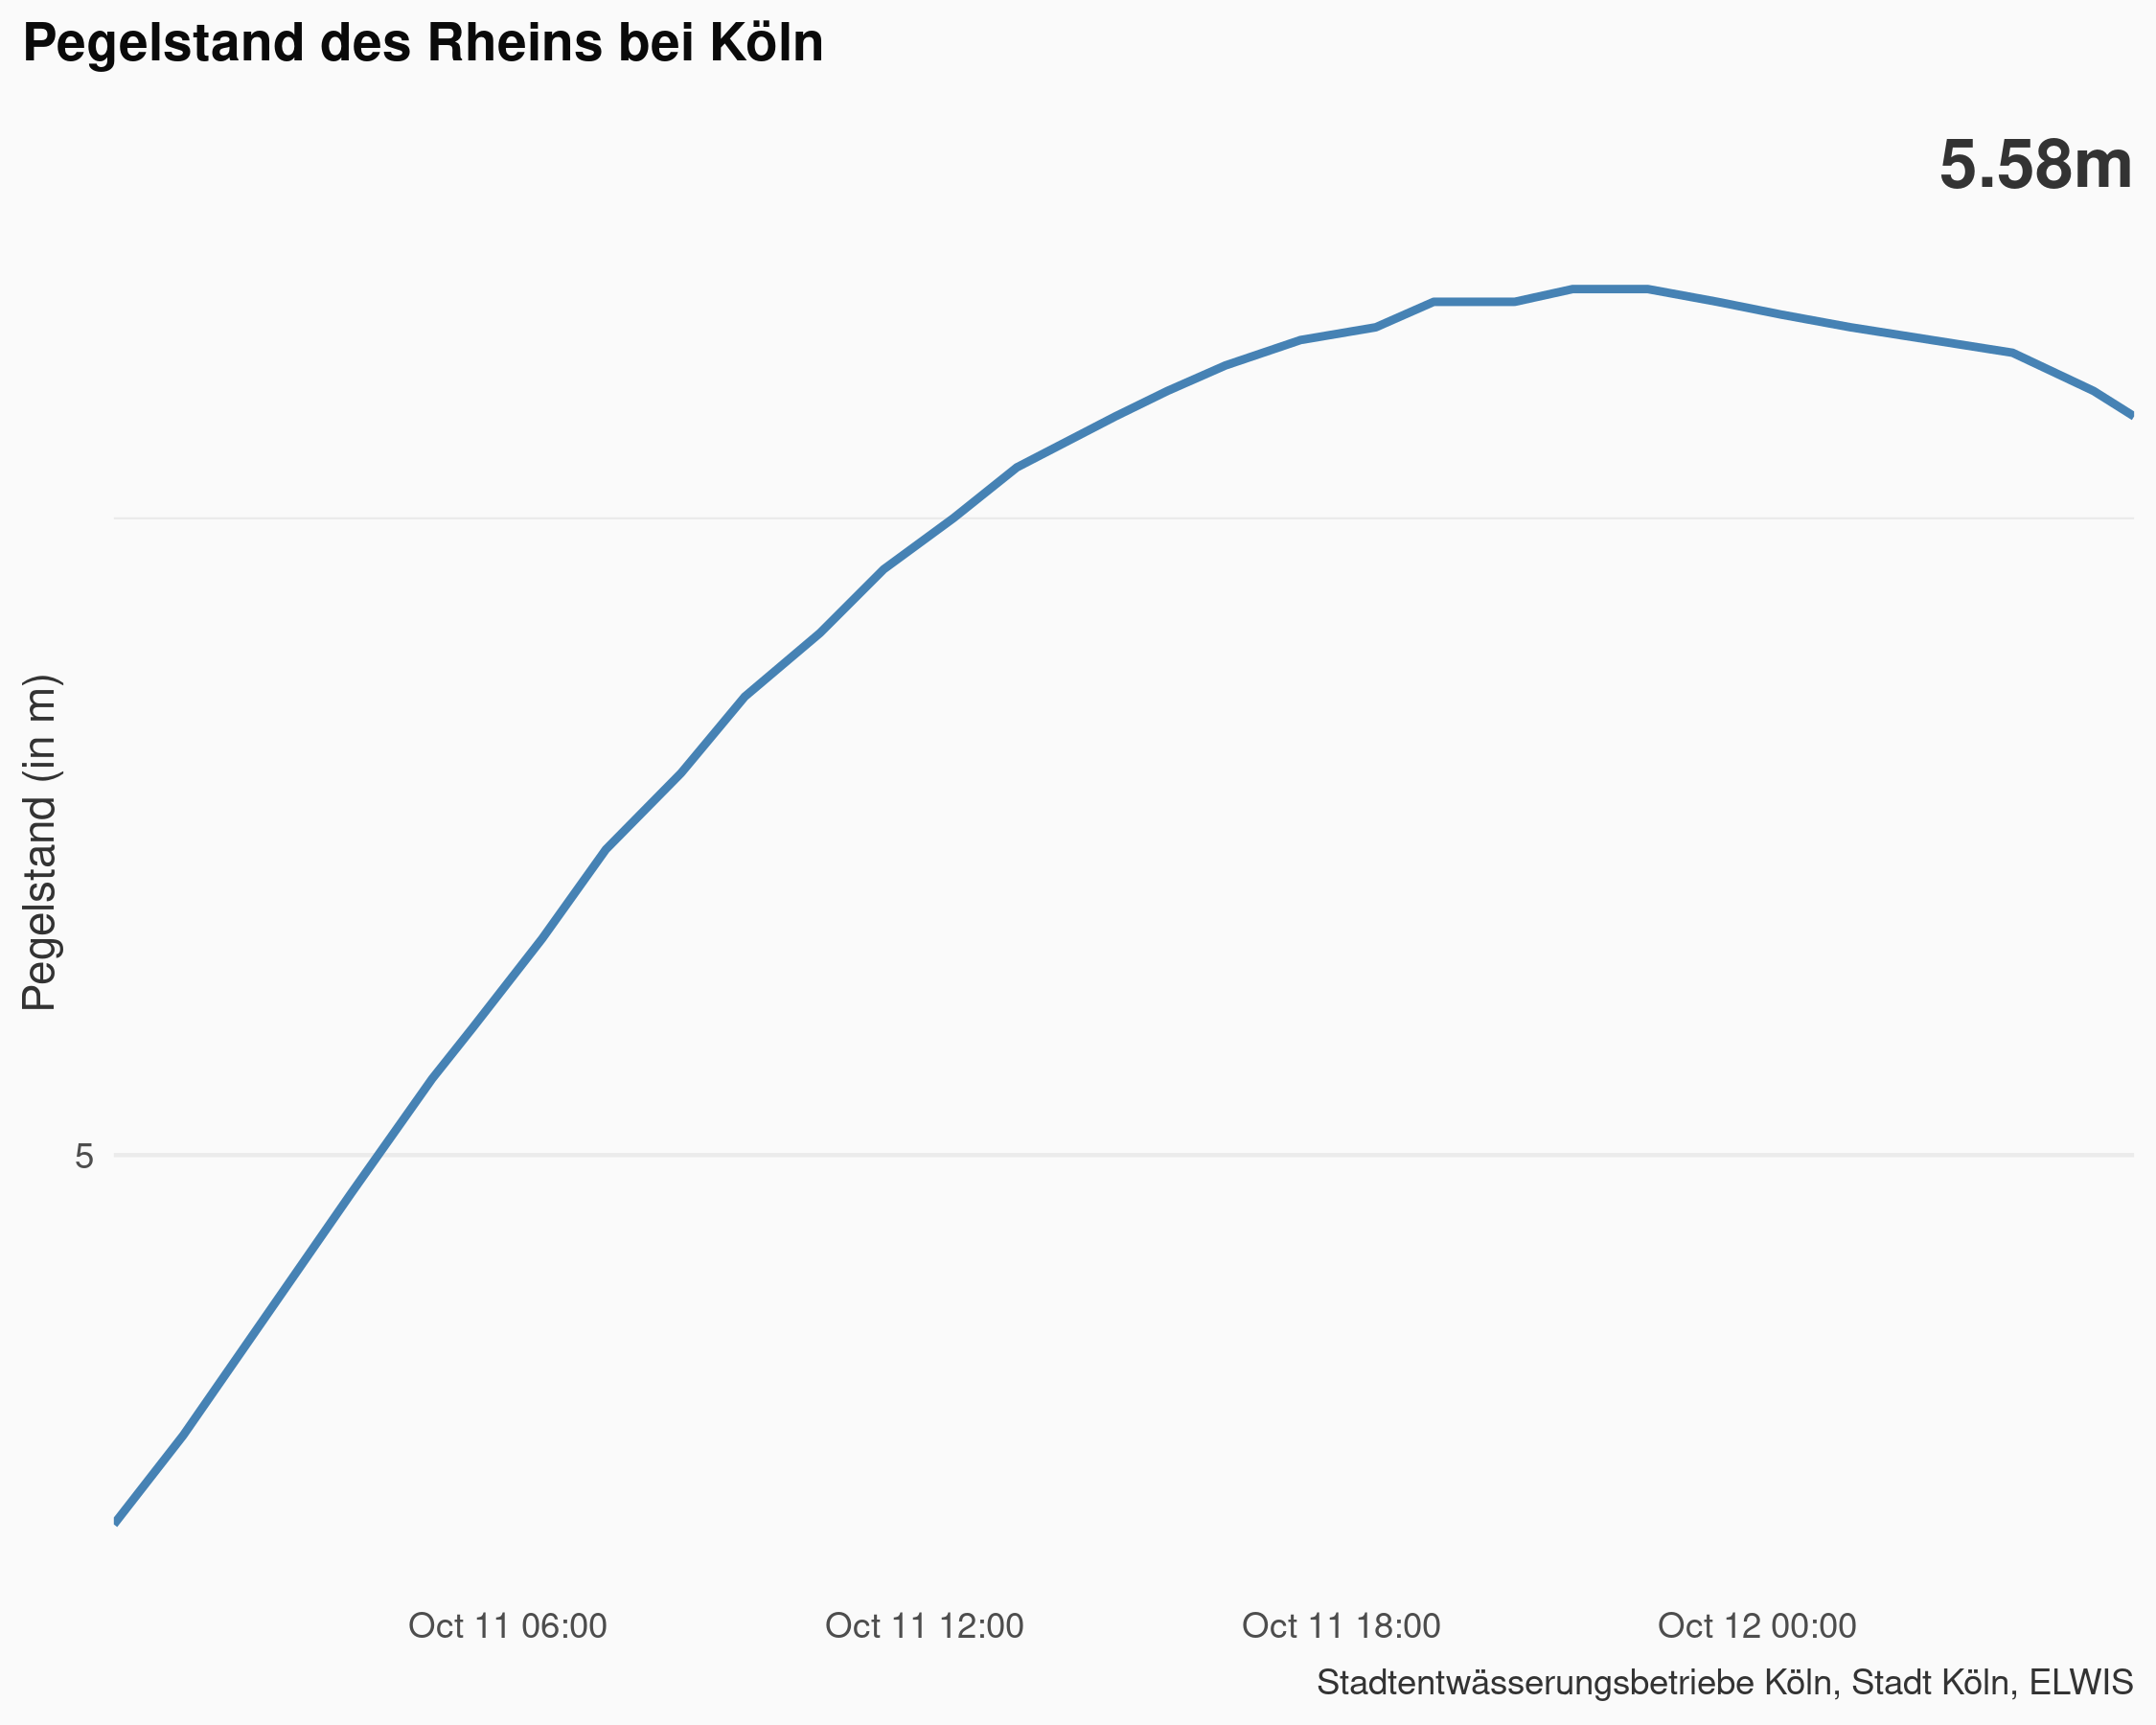 Pegelstand des Rheins bei Köln
5.58m
Pegelstand (in m)
5
Oct 11 06:00
Oct 11 12:00
Oct 11 18:00
Oct 12 00:00
Stadtentwässerungsbetriebe Köln, Stadt Köln, ELWIS